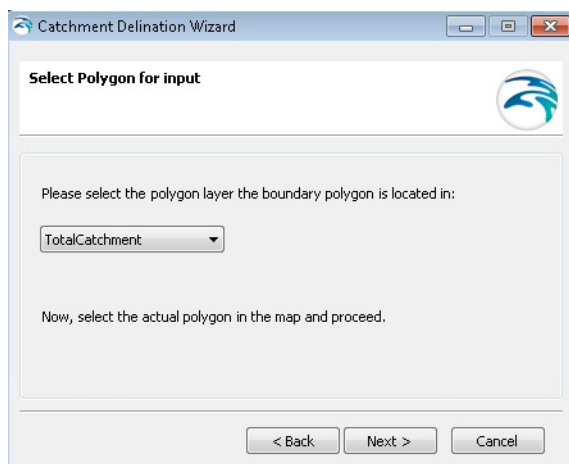 Catchment Delination Wizard
Select Polygon for input
Please select the polygon layer the boundary polygon is located in:
TotalCatchment
Now, select the actual polygon in the map and proceed.
< Back Next > Cancel